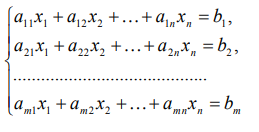 a₁₁x₁ + a₁₂x₂ + ... + a₁ₙxₙ = b₁,
a₂₁x₁ + a₂₂x₂ + ... + a₂ₙxₙ = b₂,
.......................................
aₘ₁x₁ + aₘ₂x₂ + ... + aₘₙxₙ = bₘ